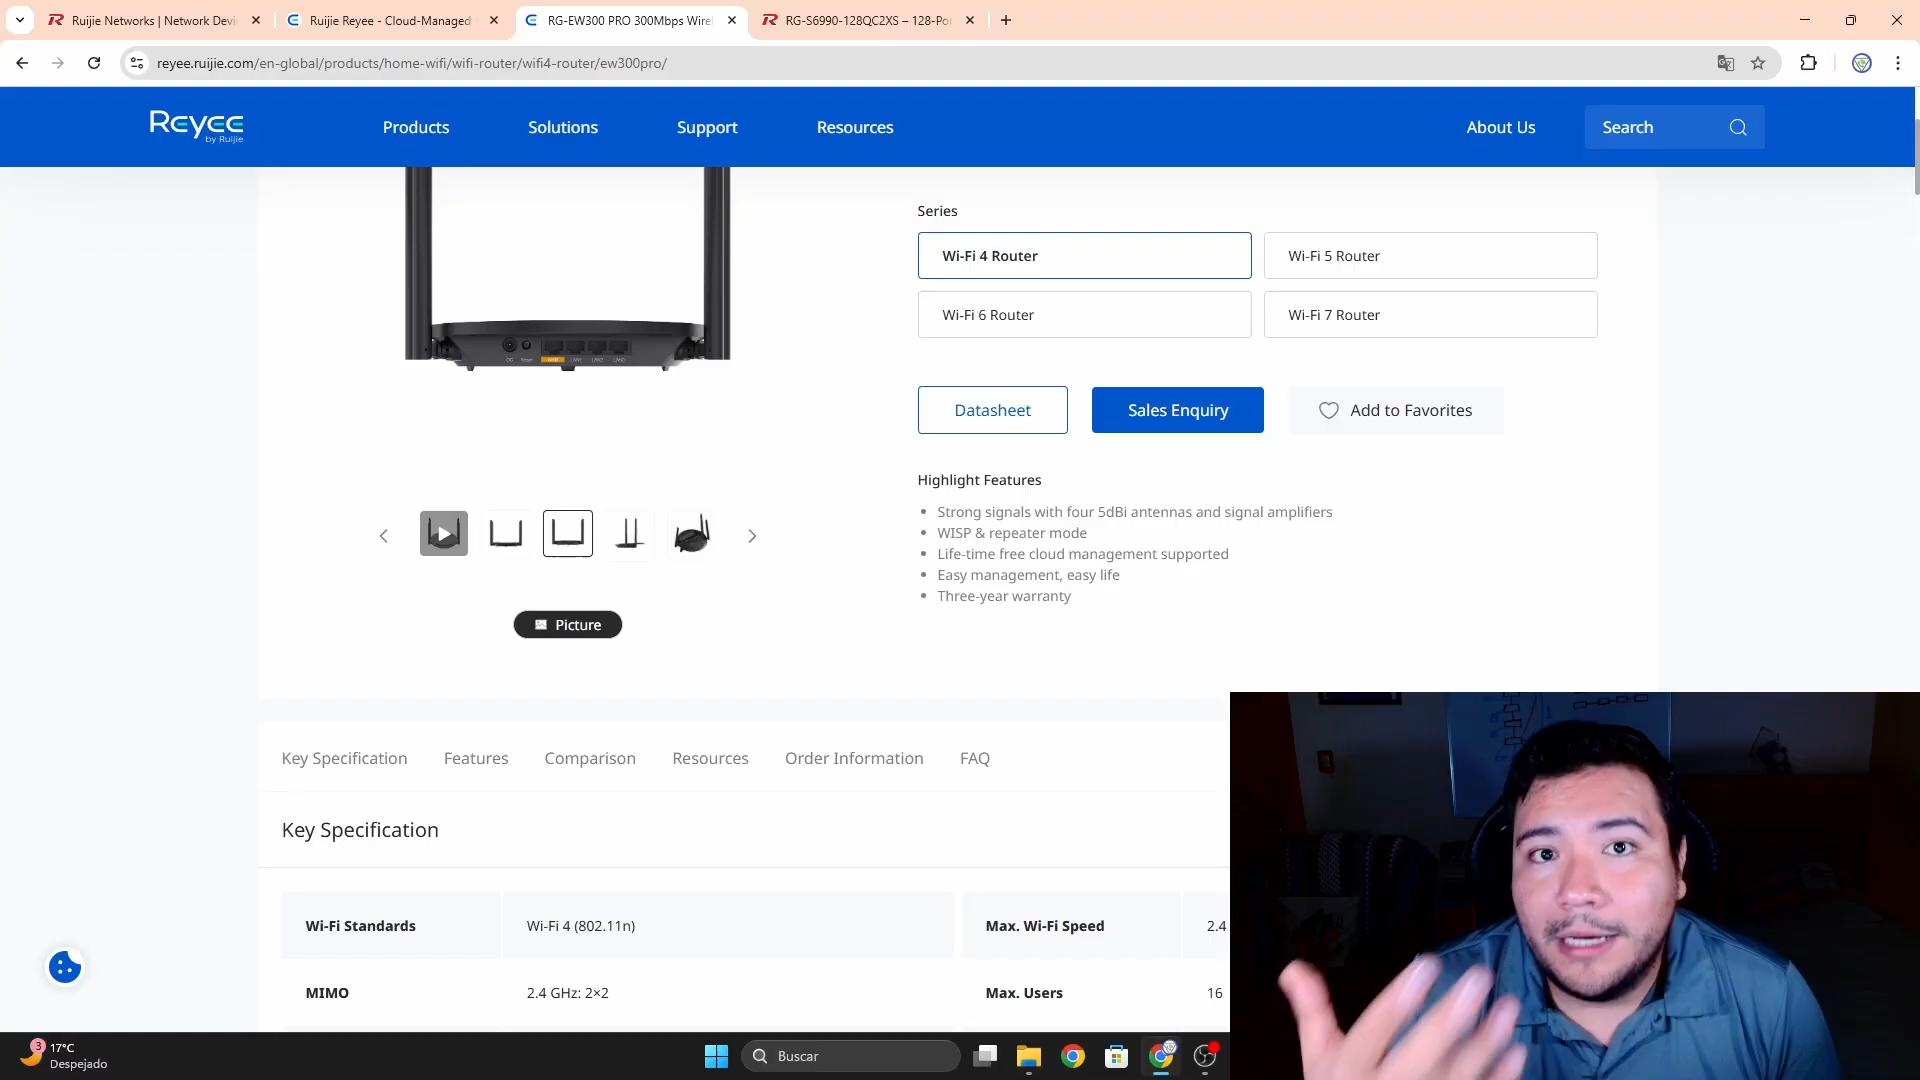 Ruijie Networks | Network Devi
Ruijie Reyee - Cloud-Managed
RG-EW300 PRO 300Mbps Wirel
RG-S6990-128QC2XS – 128-Po
reyee.ruijie.com/en-global/products/home-wifi/wifi-router/wifi4-router/ew300pro/
Reyee
by Ruijie
Products
Solutions
Support
Resources
About Us
Search
Series
Wi-Fi 4 Router
Wi-Fi 5 Router
Wi-Fi 6 Router
Wi-Fi 7 Router
Datasheet
Sales Enquiry
Add to Favorites
Highlight Features
Strong signals with four 5dBi antennas and signal amplifiers
WISP & repeater mode
Life-time free cloud management supported
Easy management, easy life
Three-year warranty
Picture
Key Specification
Features
Comparison
Resources
Order Information
FAQ
Key Specification
Wi-Fi Standards
Wi-Fi 4 (802.11n)
Max. Wi-Fi Speed
2.4
MIMO
2.4 GHz: 2×2
Max. Users
16
3
17°C
Despejado
Buscar